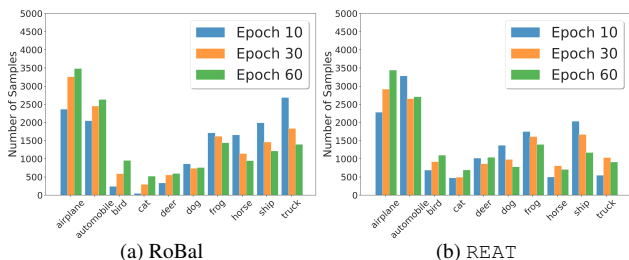 Number of Samples
5000
4500
4000
3500
3000
2500
2000
1500
1000
500
0
Epoch 10
Epoch 30
Epoch 60
airplane
automobile
bird
cat
deer
dog
frog
horse
ship
truck
(a) RoBal
Number of Samples
5000
4500
4000
3500
3000
2500
2000
1500
1000
500
0
Epoch 10
Epoch 30
Epoch 60
airplane
automobile
bird
cat
deer
dog
frog
horse
ship
truck
(b) REAT